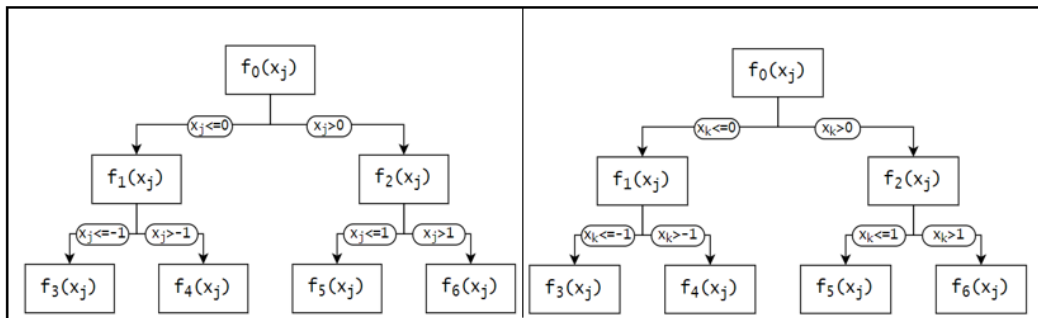 f₀(xⱼ)
xⱼ<=0 xⱼ>0
f₁(xⱼ) f₂(xⱼ)
xⱼ<=-1 xⱼ>-1 xⱼ<=1 xⱼ>1
f₃(xⱼ) f₄(xⱼ) f₅(xⱼ) f₆(xⱼ)
f₀(xⱼ)
xₖ<=0 xₖ>0
f₁(xⱼ) f₂(xⱼ)
xₖ<=-1 xₖ>-1 xₖ<=1 xₖ>1
f₃(xⱼ) f₄(xⱼ) f₅(xⱼ) f₆(xⱼ)